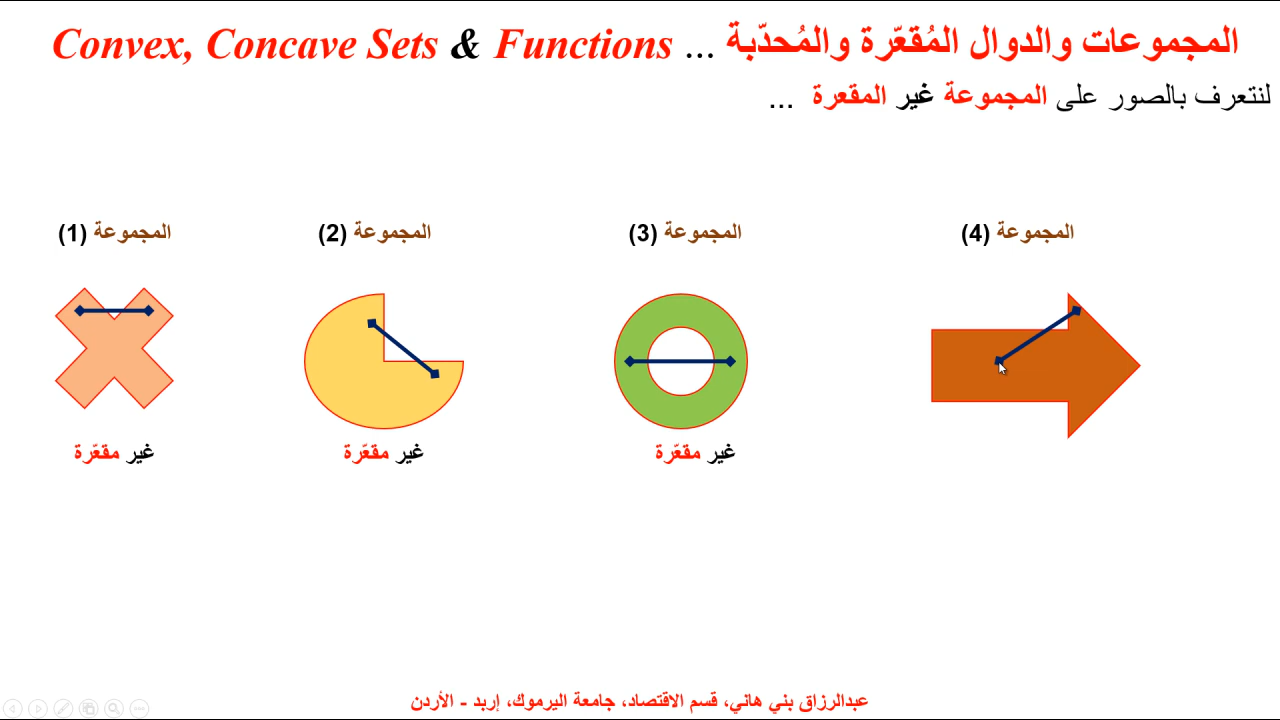 المجموعات والدوال المُقعّرة والمُحدّبة ... Convex, Concave Sets & Functions
لنتعرف بالصور على المجموعة غير المقعرة ...
المجموعة (1)
المجموعة (2)
المجموعة (3)
المجموعة (4)
غير مقعّرة
غير مقعّرة
غير مقعّرة
عبدالرزاق بني هاني، قسم الاقتصاد، جامعة اليرموك، إربد - الأردن